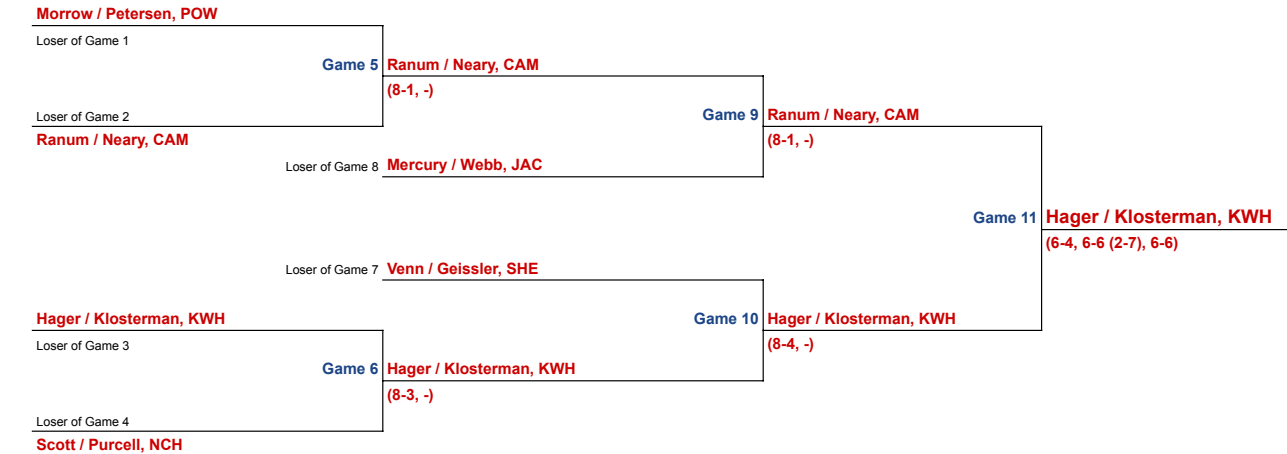 Morrow / Petersen, POW
Loser of Game 1
Game 5 Ranum / Neary, CAM
(8-1, -)
Loser of Game 2
Game 9 Ranum / Neary, CAM
Ranum / Neary, CAM
(8-1, -)
Loser of Game 8 Mercury / Webb, JAC
Game 11 Hager / Klosterman, KWH
(6-4, 6-6 (2-7), 6-6)
Loser of Game 7 Venn / Geissler, SHE
Hager / Klosterman, KWH
Game 10 Hager / Klosterman, KWH
Loser of Game 3
(8-4, -)
Game 6 Hager / Klosterman, KWH
(8-3, -)
Loser of Game 4
Scott / Purcell, NCH